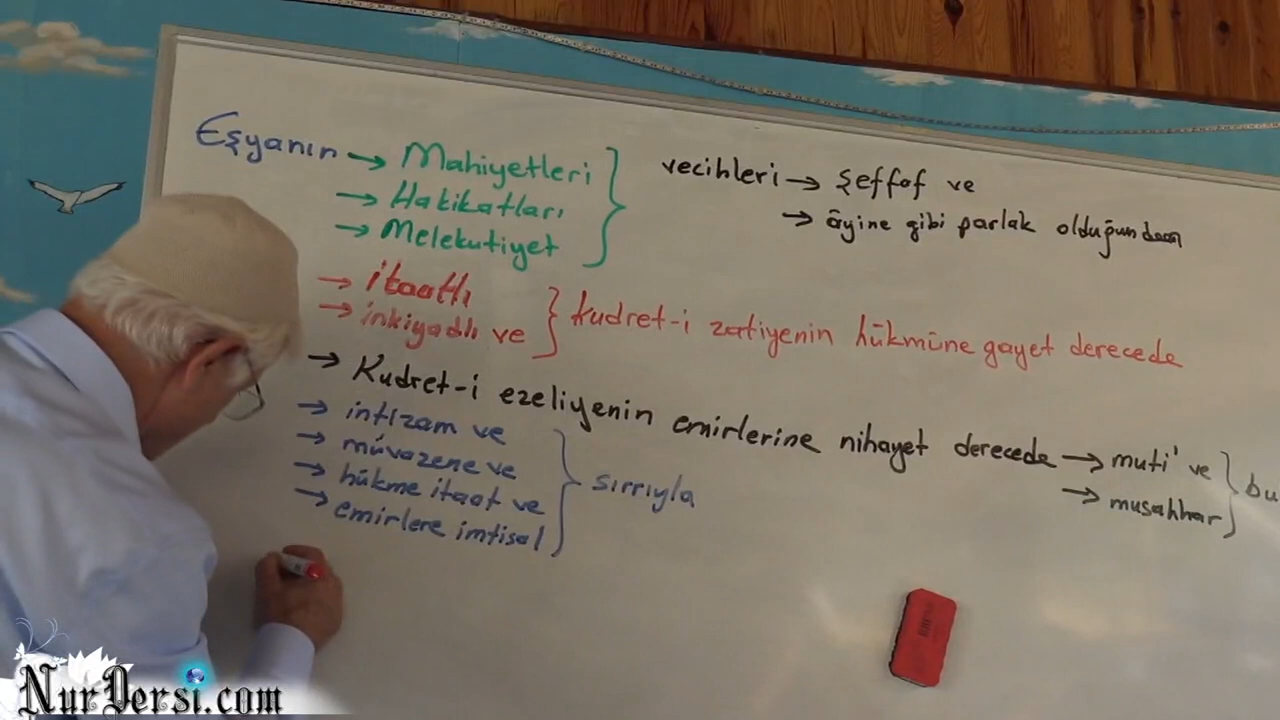 Eşyanın → Mahiyetleri } vecihleri → şeffof ve
→ Hakikatları → âyine gibi parlak olduğundan
→ Melekutiyet
→ itaatlı } kudret-i zatiyenin hükmüne gayet derecede
→ inkiyadlı ve
→ Kudret-i ezeliyenin emirlerine nihayet derecede → muti' ve } bu
→ musahhar
→ intizam ve } sırrıyla
→ müvazene ve
→ hükme itaat ve
→ emirlere imtisal
NurDersi.com